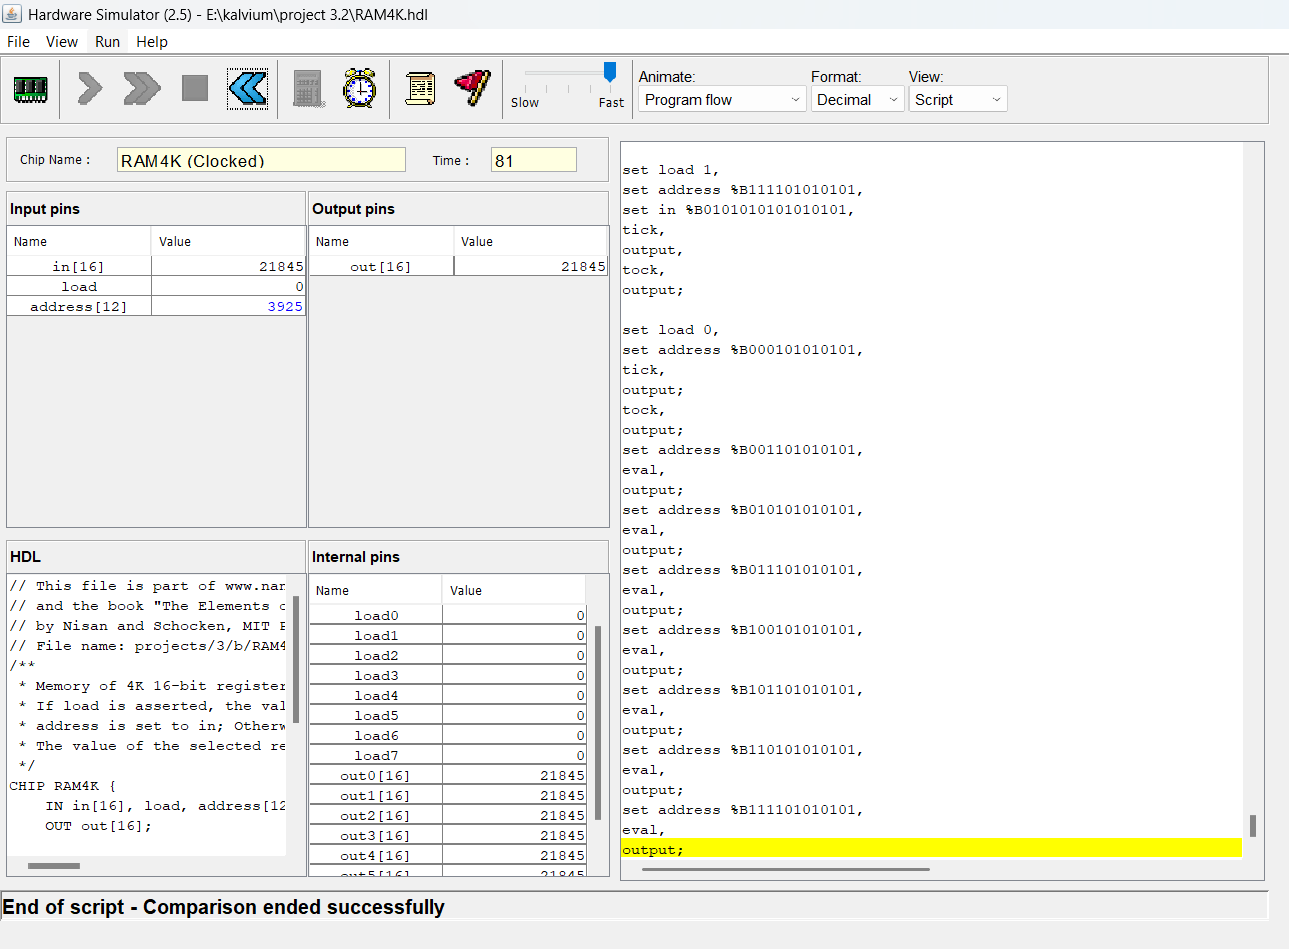 Hardware Simulator (2.5) - E:\kalvium\project 3.2\RAM4K.hdl
File View Run Help
Slow Fast
Animate: Format: View:
Program flow Decimal Script
Chip Name : RAM4K (Clocked) Time : 81
Input pins
Name Value
in[16] 21845
load 0
address[12] 3925
Output pins
Name Value
out[16] 21845
HDL
// This file is part of www.nan
// and the book "The Elements o
// by Nisan and Schocken, MIT P
// File name: projects/3/b/RAM4
/**
* Memory of 4K 16-bit register
* If load is asserted, the val
* address is set to in; Otherw
* The value of the selected re
*/
CHIP RAM4K {
IN in[16], load, address[12
OUT out[16];
Internal pins
Name Value
load0 0
load1 0
load2 0
load3 0
load4 0
load5 0
load6 0
load7 0
out0[16] 21845
out1[16] 21845
out2[16] 21845
out3[16] 21845
out4[16] 21845
out5[16] 21845
set load 1,
set address %B111101010101,
set in %B0101010101010101,
tick,
output,
tock,
output;
set load 0,
set address %B000101010101,
tick,
output;
tock,
output;
set address %B001101010101,
eval,
output;
set address %B010101010101,
eval,
output;
set address %B011101010101,
eval,
output;
set address %B100101010101,
eval,
output;
set address %B101101010101,
eval,
output;
set address %B110101010101,
eval,
output;
set address %B111101010101,
eval,
output;
End of script - Comparison ended successfully